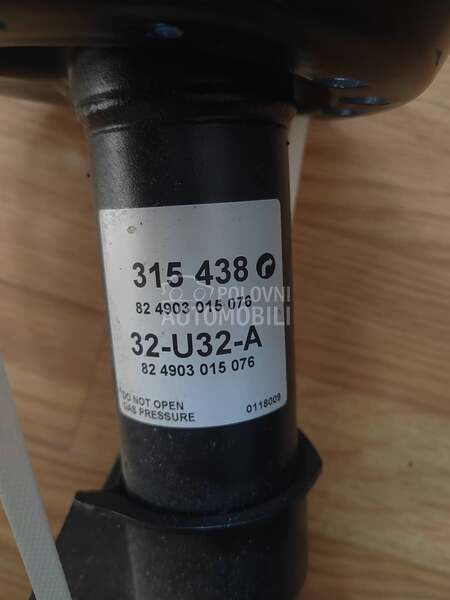 315 438
82 4903 015 076
POLOVNI
AUTOMOBILI
32-U32-A
82 4903 015 076
DO NOT OPEN
GAS PRESSURE
0118009